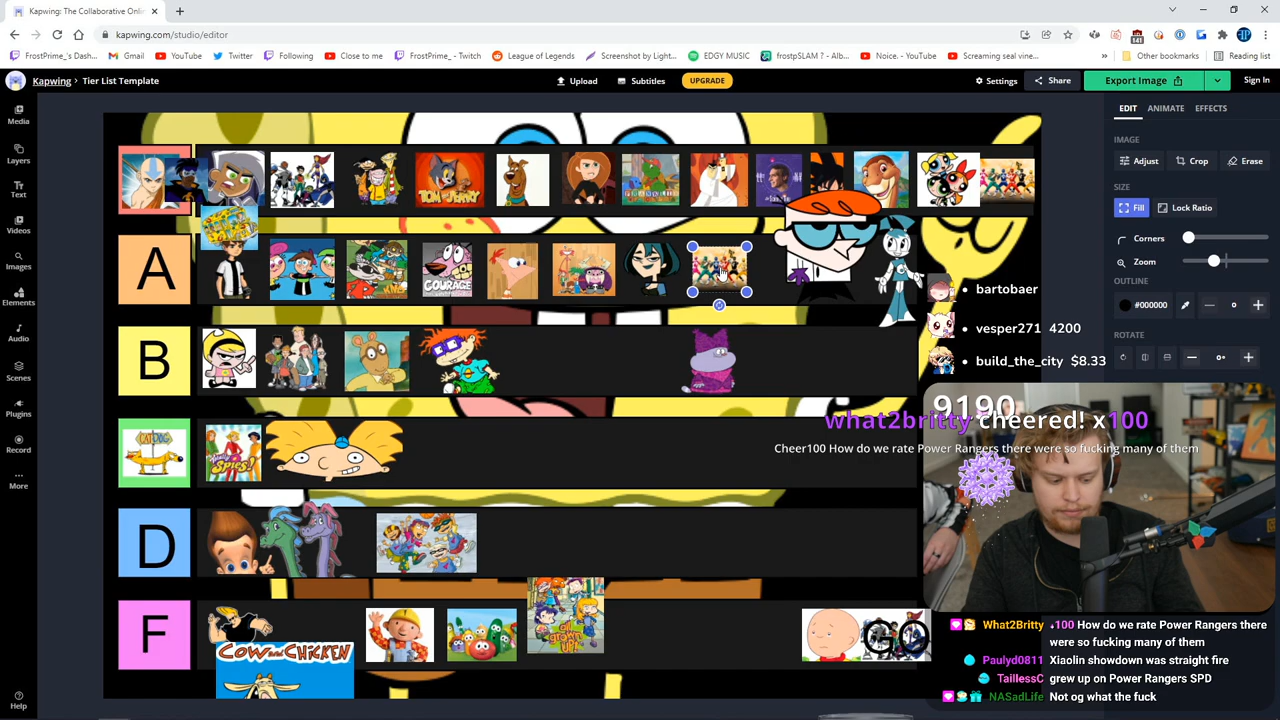 Kapwing: The Collaborative Onli
kapwing.com/studio/editor
FrostPrime_'s Dash...
Gmail
YouTube
Twitter
Following
Close to me
FrostPrime_ - Twitch
League of Legends
Screenshot by Light...
EDGY MUSIC
frostpSLAM ? - Alb...
Noice. - YouTube
Screaming seal vine...
Other bookmarks
Reading list
Kapwing
Tier List Template
Upload
Subtitles
UPGRADE
Settings
Share
Export Image
Sign In
Media
Layers
Text
Videos
Images
Elements
Audio
Scenes
Plugins
Record
More
Help
EDIT
ANIMATE
EFFECTS
IMAGE
Adjust
Crop
Erase
SIZE
Fill
Lock Ratio
Corners
Zoom
OUTLINE
#000000
0
ROTATE
TOM and JERRY
A
COURAGE
B
CATDOG
D
F
COW and CHICKEN
all grown up!
GO
bartobaer
vesper271 4200
build_the_city $8.33
9190
what2britty cheered! x100
Cheer100 How do we rate Power Rangers there were so fucking many of them
What2Britty 100 How do we rate Power Rangers there
were so fucking many of them
Paulyd0811 Xiaolin showdown was straight fire
TaillessC grew up on Power Rangers SPD
NASadLife Not og what the fuck